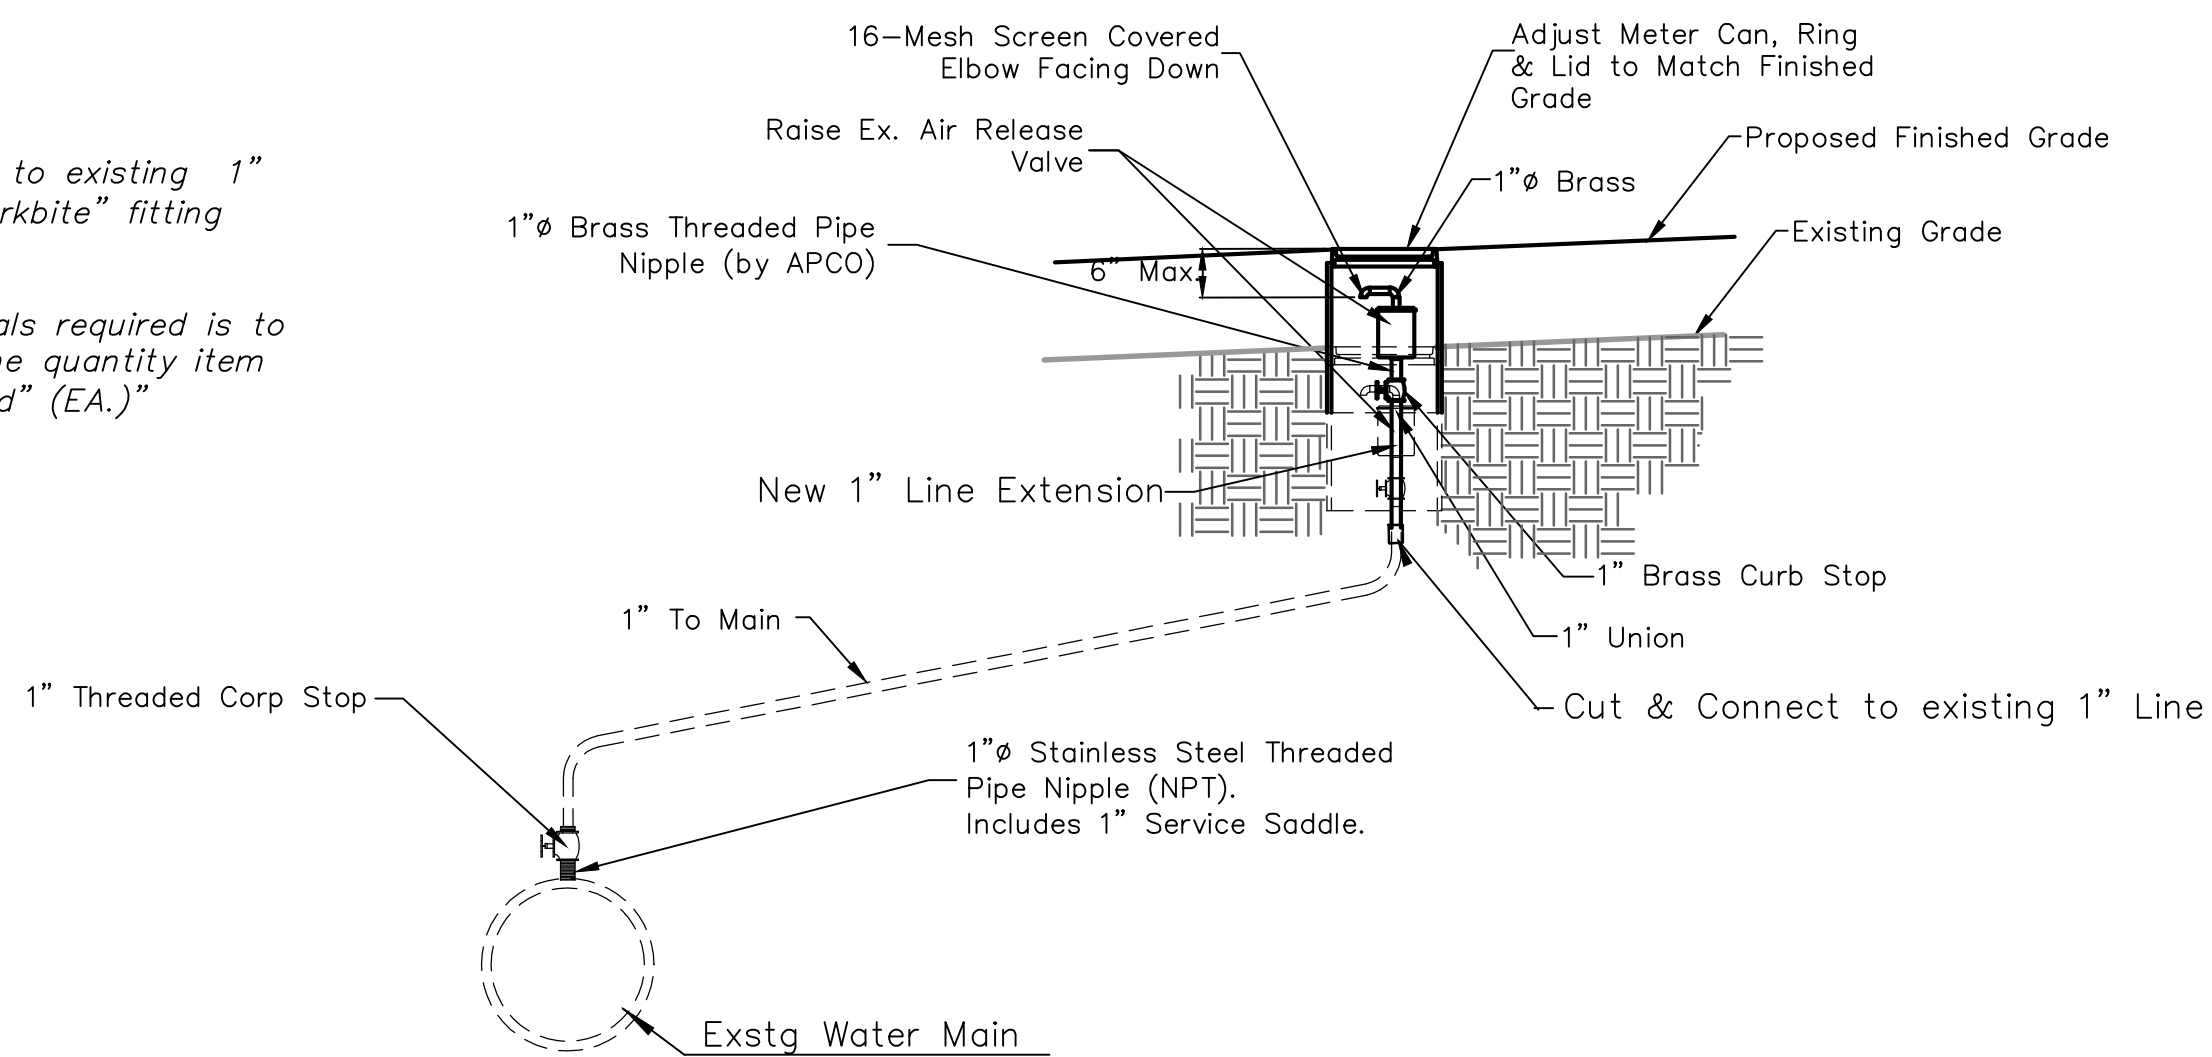 to existing 1"
fitting
required is to
quantity item
(EA.)"
16-Mesh Screen Covered
Elbow Facing Down
Adjust Meter Can, Ring
& Lid to Match Finished
Grade
Raise Ex. Air Release
Valve
Proposed Finished Grade
1"ø Brass
1"ø Brass Threaded Pipe
Nipple (by APCO)
Existing Grade
6" Max.
New 1" Line Extension
1" Brass Curb Stop
1" To Main
1" Union
1" Threaded Corp Stop
Cut & Connect to existing 1" Line
1"ø Stainless Steel Threaded
Pipe Nipple (NPT).
Includes 1" Service Saddle.
Exstg Water Main